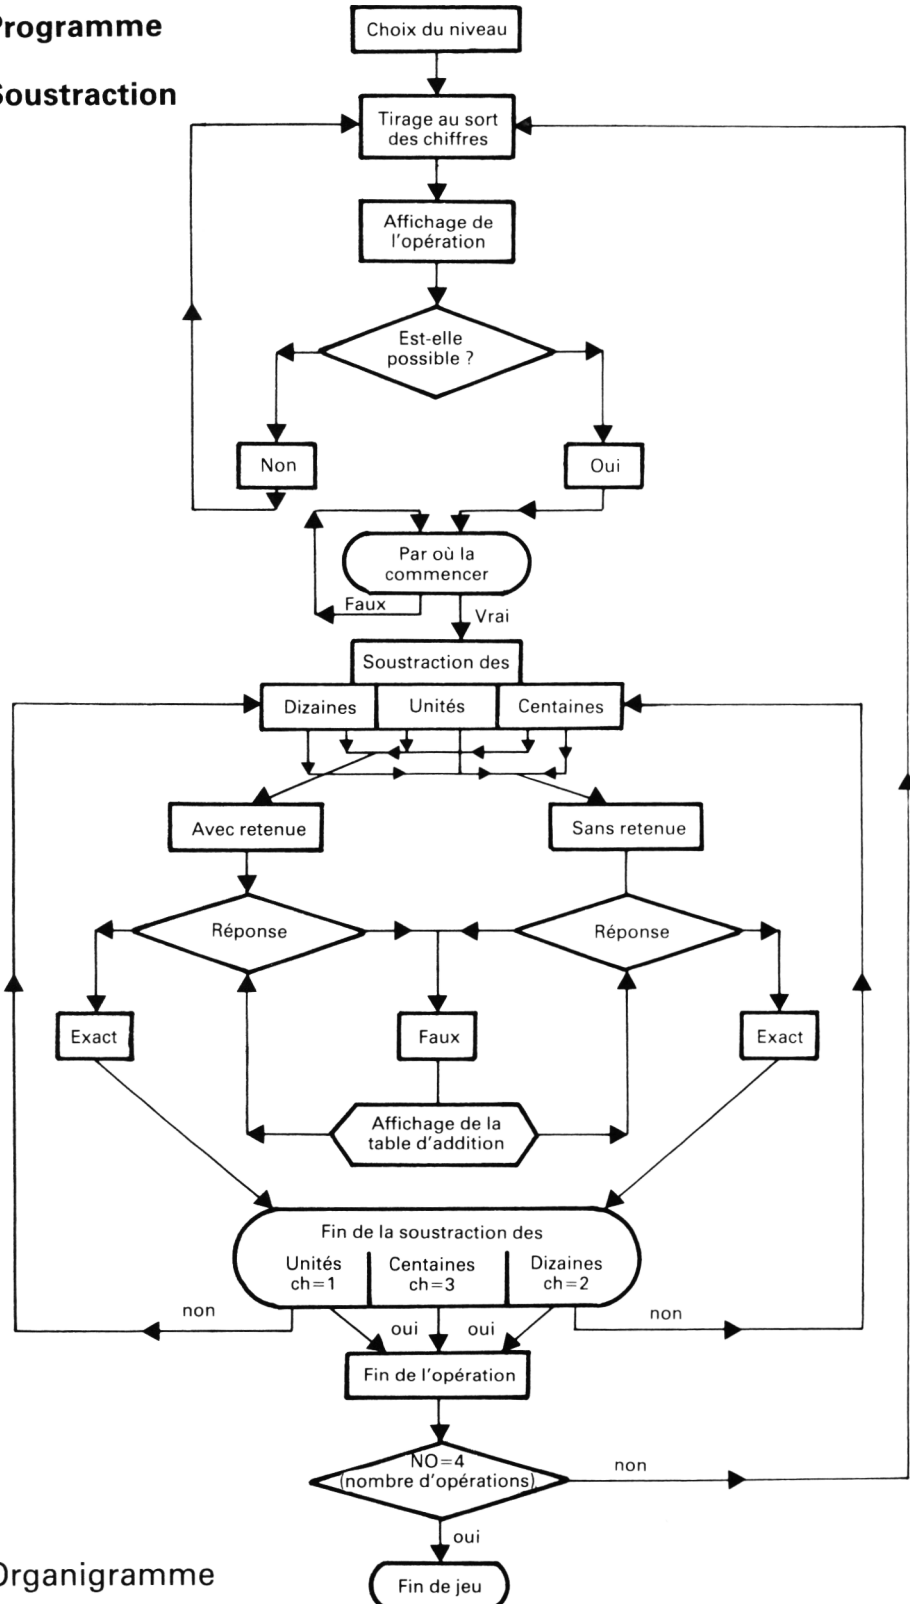 Programme
Choix du niveau
Soustraction
Tirage au sort
des chiffres
Affichage de
l'opération
Est-elle
possible ?
Non
Oui
Par où la
commencer
Faux
Vrai
Soustraction des
Dizaines
Unités
Centaines
Avec retenue
Sans retenue
Réponse
Réponse
Exact
Faux
Exact
Affichage de la
table d'addition
Fin de la soustraction des
Unités
ch=1
Centaines
ch=3
Dizaines
ch=2
non
oui
oui
non
Fin de l'opération
NO=4
(nombre d'opérations)
non
oui
Fin de jeu
Organigramme